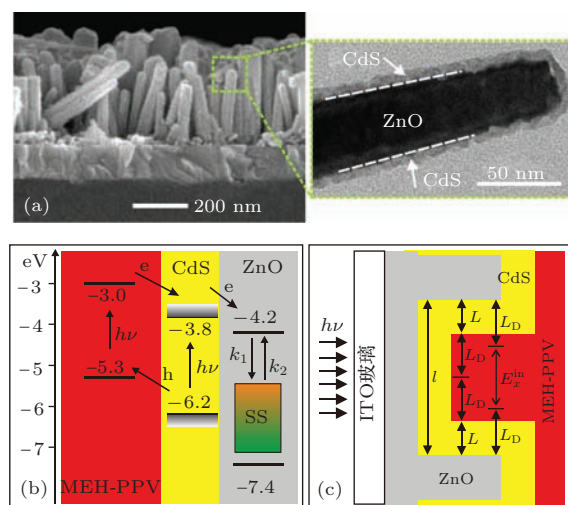 CdS
ZnO
CdS
(a)
200 nm
50 nm
eV
−3
−4
−5
−6
−7
e
CdS
ZnO
−3.0
e
−3.8
−4.2
hν
−5.3
h
hν
−6.2
k1
k2
SS
(b)
MEH-PPV
−7.4
hν
ITO玻璃
CdS
L
LD
LD
l
Exin
LD
L
LD
MEH-PPV
ZnO
(c)